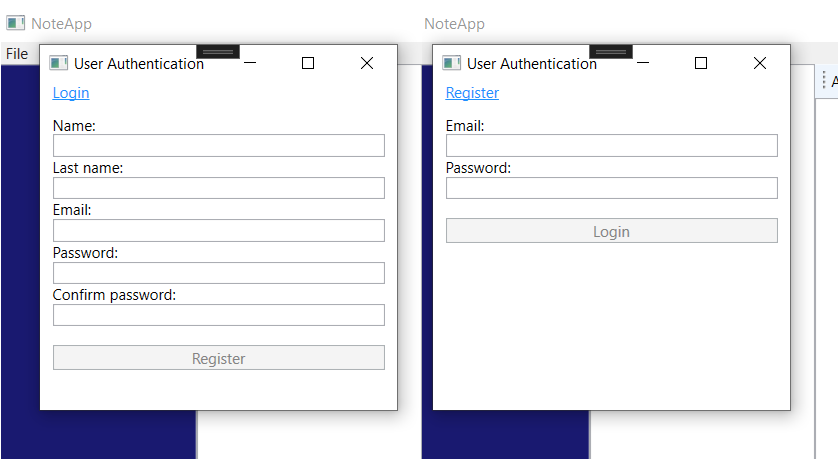 NoteApp
File
User Authentication
Login
Name:
Last name:
Email:
Password:
Confirm password:
Register
NoteApp
User Authentication
Register
Email:
Password:
Login